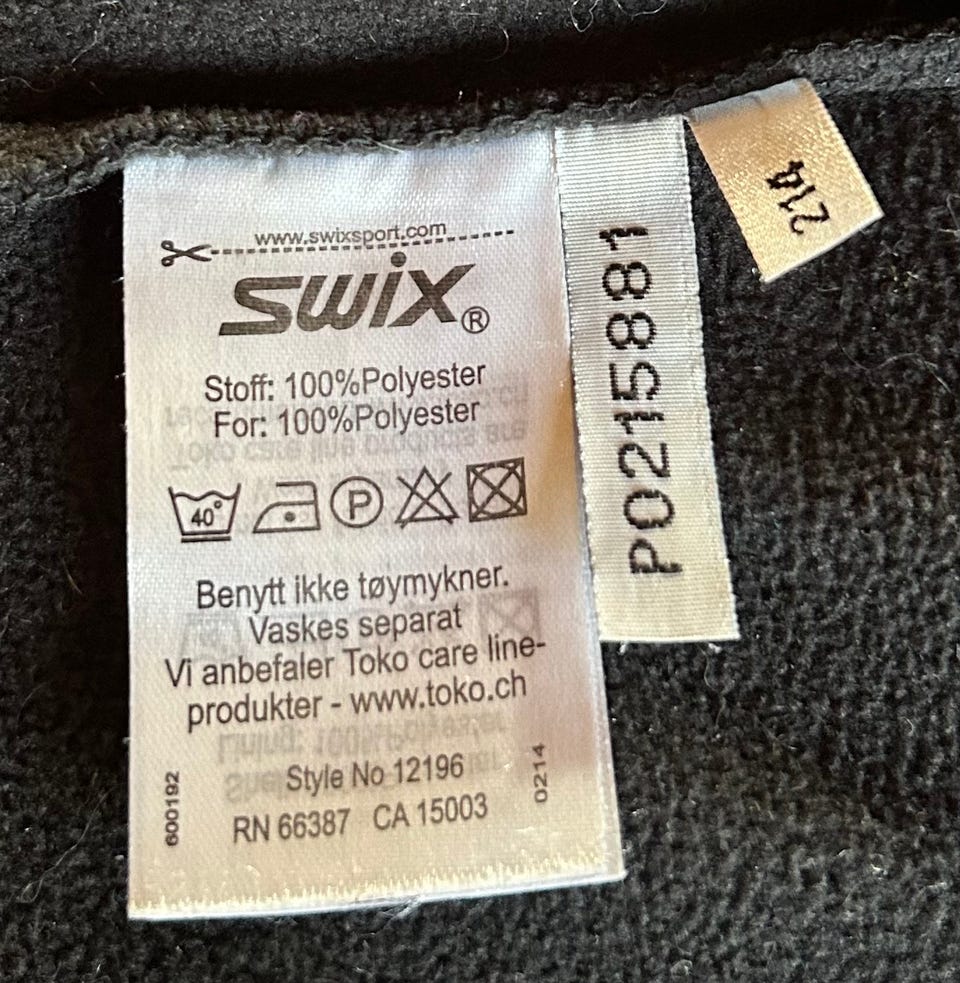 www.swixsport.com
swix®
Stoff: 100%Polyester
For: 100%Polyester
40° P
Benytt ikke tøymykner.
Vaskes separat
Vi anbefaler Toko care line-
produkter - www.toko.ch
Style No 12196
RN 66387 CA 15003
600192
0214
P0215881
214